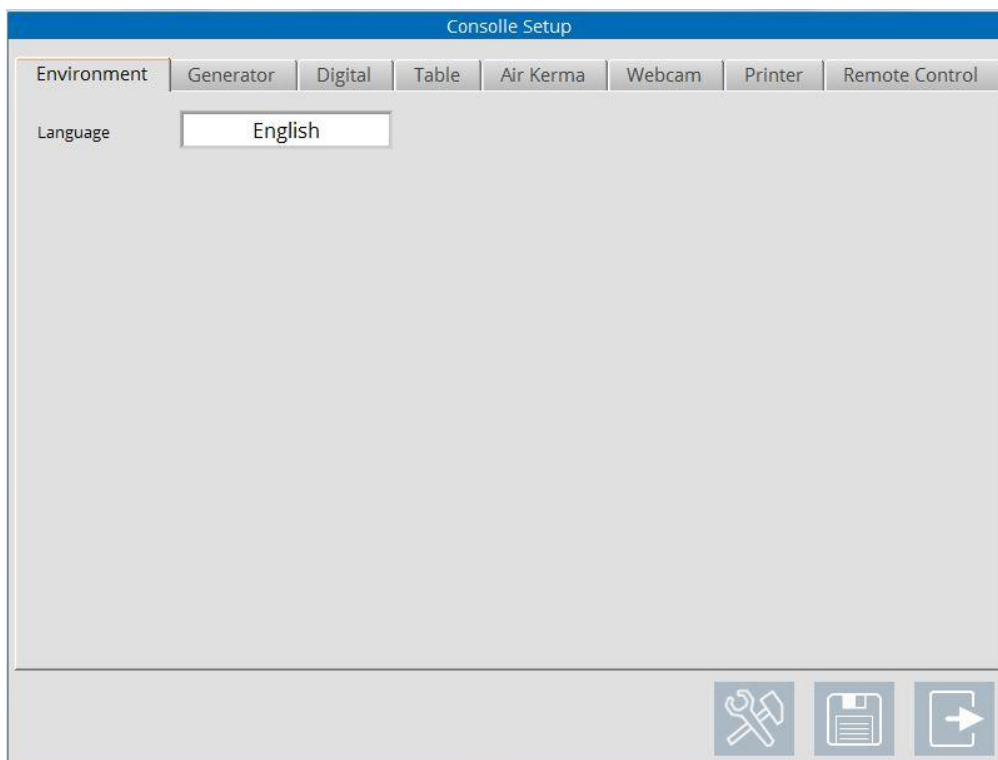 Consolle Setup
Environment Generator Digital Table Air Kerma Webcam Printer Remote Control
Language English